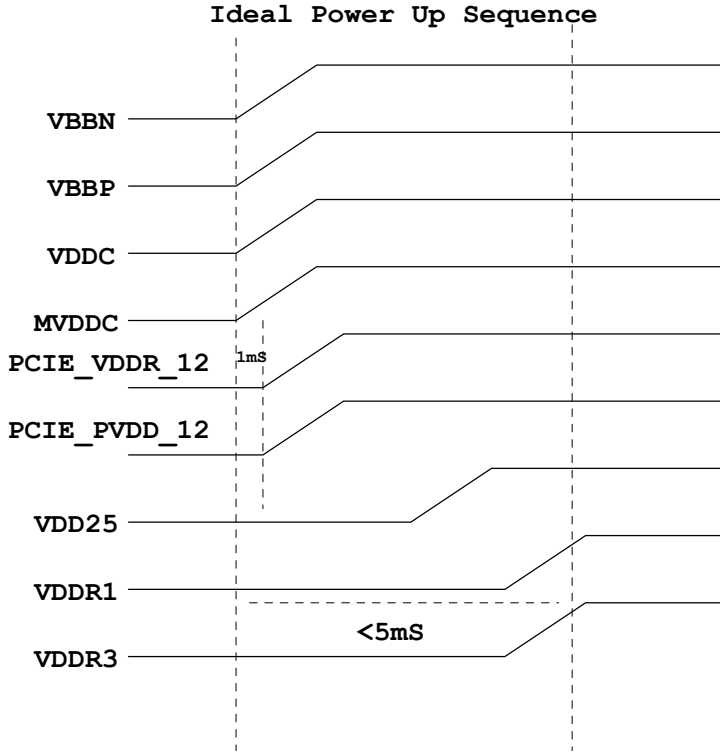 Ideal Power Up Sequence
VBBN
VBBP
VDDC
MVDDC
PCIE_VDDR_12
1mS
PCIE_PVDD_12
VDD25
VDDR1
<5mS
VDDR3